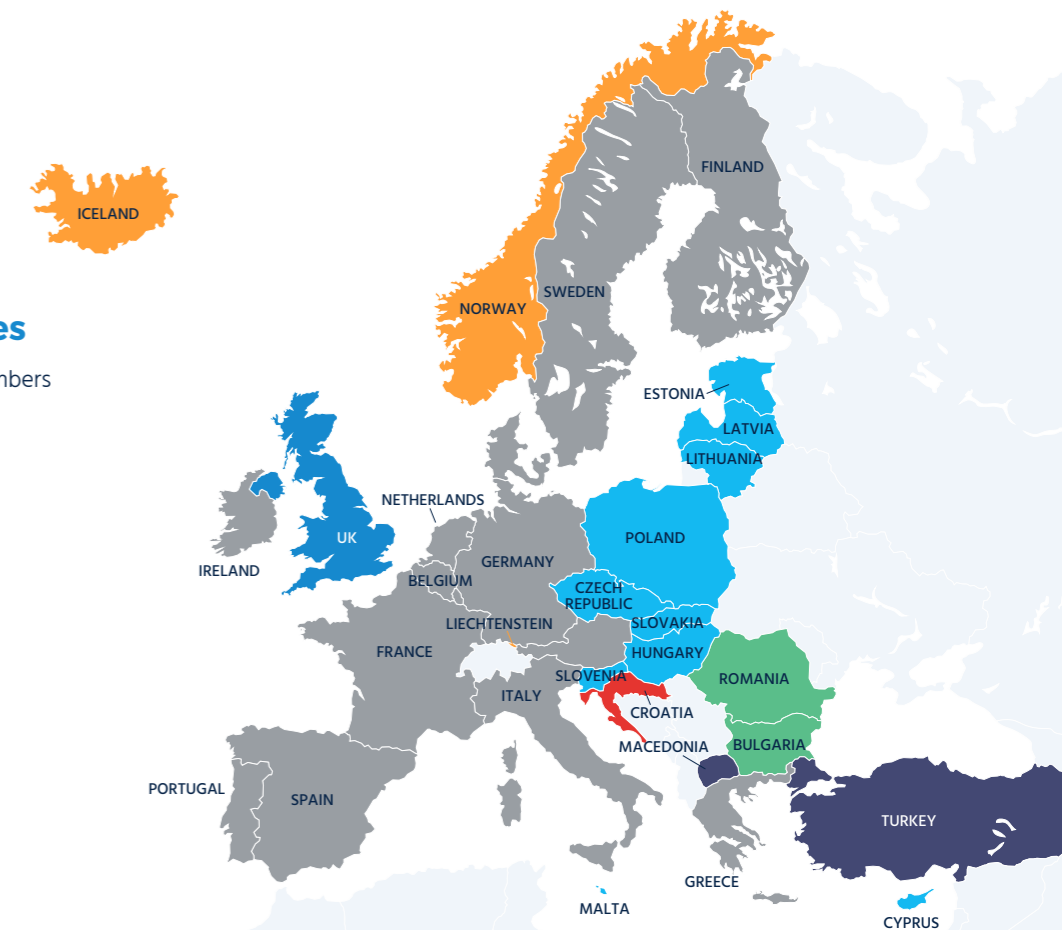 FINLAND
ICELAND
SWEDEN
NORWAY
es
nbers
ESTONIA
LATVIA
LITHUANIA
NETHERLANDS
UK
POLAND
GERMANY
IRELAND
BELGIUM
CZECH
REPUBLIC
LIECHTENSTEIN
SLOVAKIA
FRANCE
HUNGARY
SLOVENIA
ROMANIA
ITALY
CROATIA
MACEDONIA
BULGARIA
PORTUGAL
SPAIN
TURKEY
GREECE
MALTA
CYPRUS